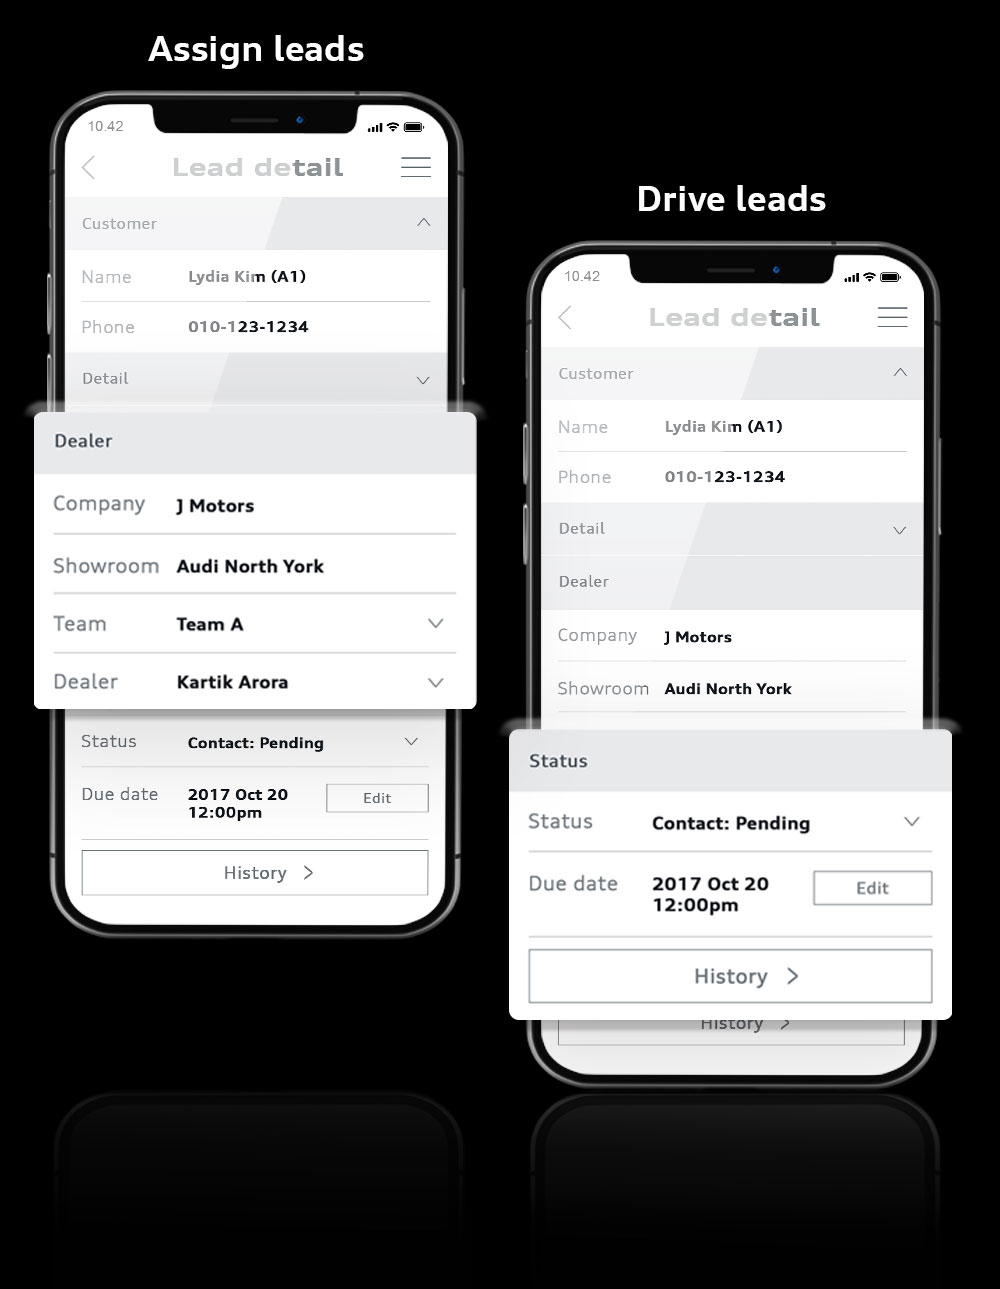 Assign leads
10.42
Lead detail
Customer
Name Lydia Kim (A1)
Phone 010-123-1234
Detail
Dealer
Company J Motors
Showroom Audi North York
Team Team A
Dealer Kartik Arora
Status Contact: Pending
Due date 2017 Oct 20 Edit
12:00pm
History
Drive leads
10.42
Lead detail
Customer
Name Lydia Kim (A1)
Phone 010-123-1234
Detail
Dealer
Company J Motors
Showroom Audi North York
Status
Status Contact: Pending
Due date 2017 Oct 20 Edit
12:00pm
History
History